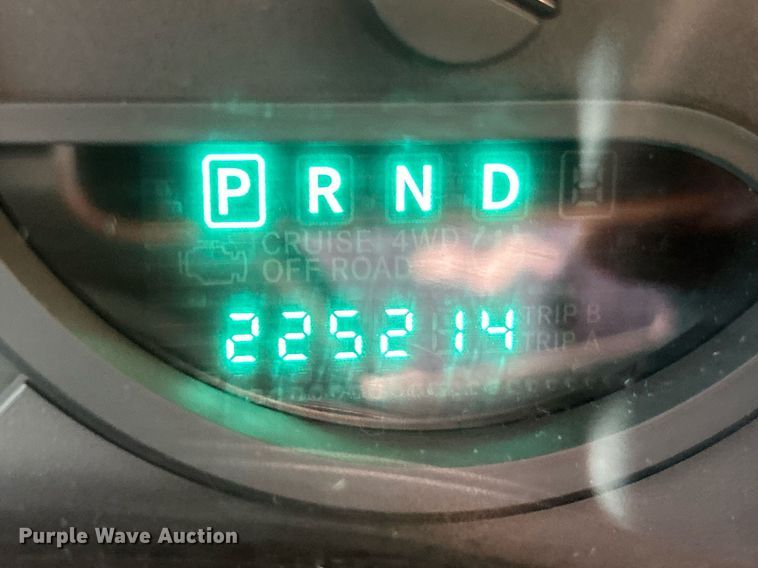 P R N D
CRUISE 4WD
OFF ROAD
225214
TRIP B
TRIP A
Purple Wave Auction®